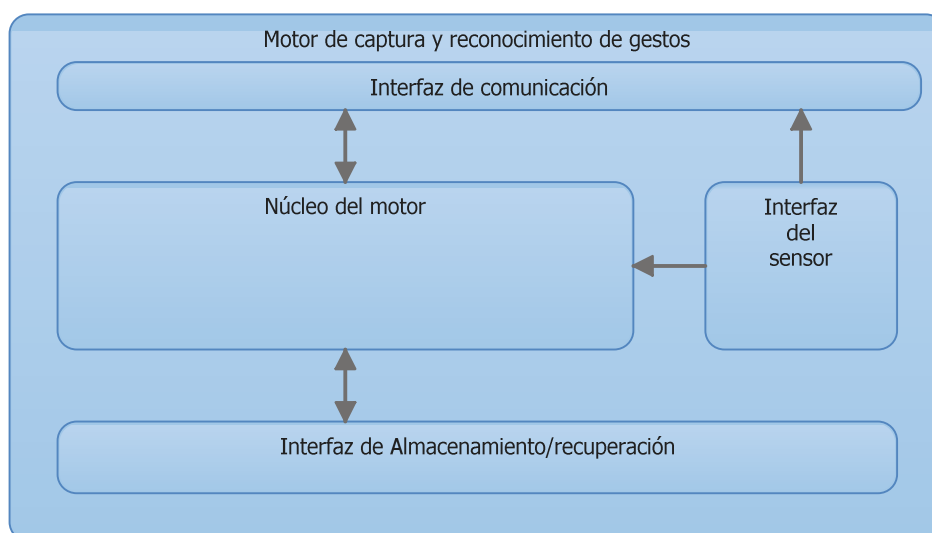 Motor de captura y reconocimiento de gestos
Interfaz de comunicación
Núcleo del motor
Interfaz
del
sensor
Interfaz de Almacenamiento/recuperación